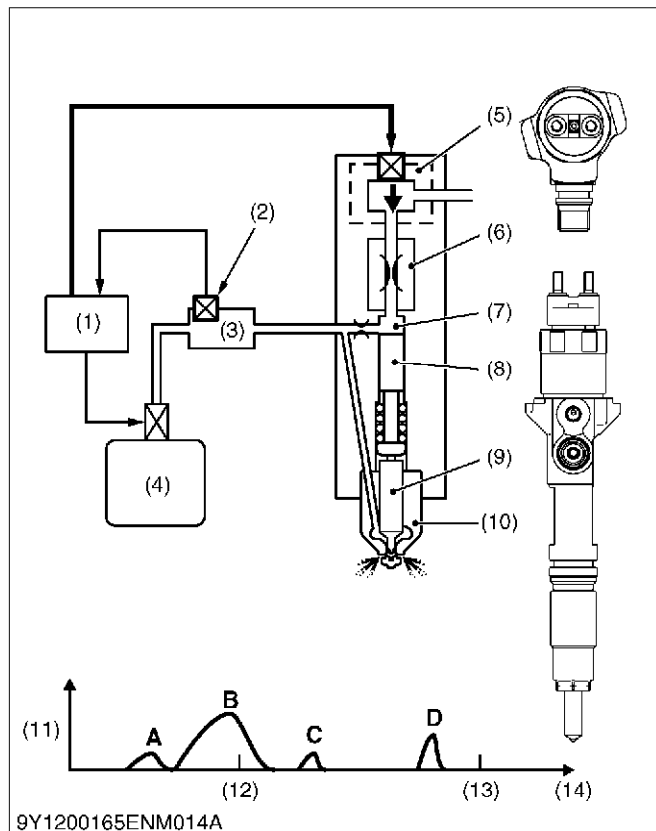 (5)
(2)
(6)
(1)
(3)
(7)
(8)
(4)
(9)
(10)
(11)
A
B
C
D
(12)
(13)
(14)
9Y1200165ENM014A